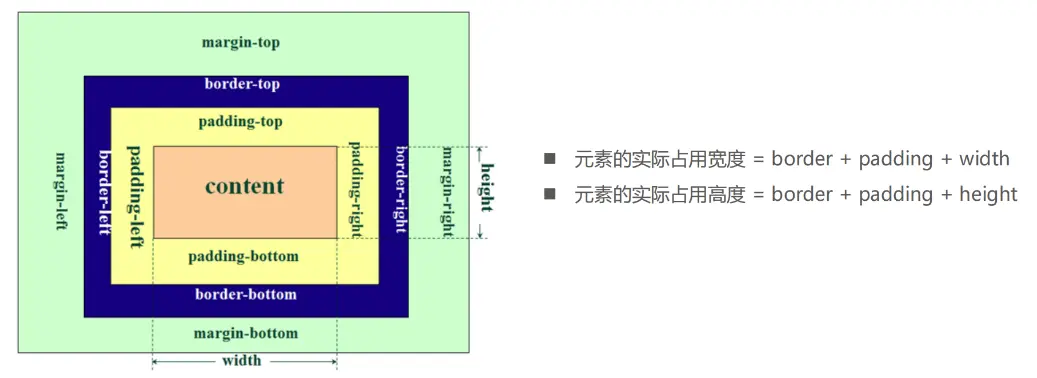 margin-top
border-top
padding-top
margin-left
border-left
padding-left
content
padding-right
border-right
margin-right
height
padding-bottom
border-bottom
margin-bottom
width
■ 元素的实际占用宽度 = border + padding + width
■ 元素的实际占用高度 = border + padding + height